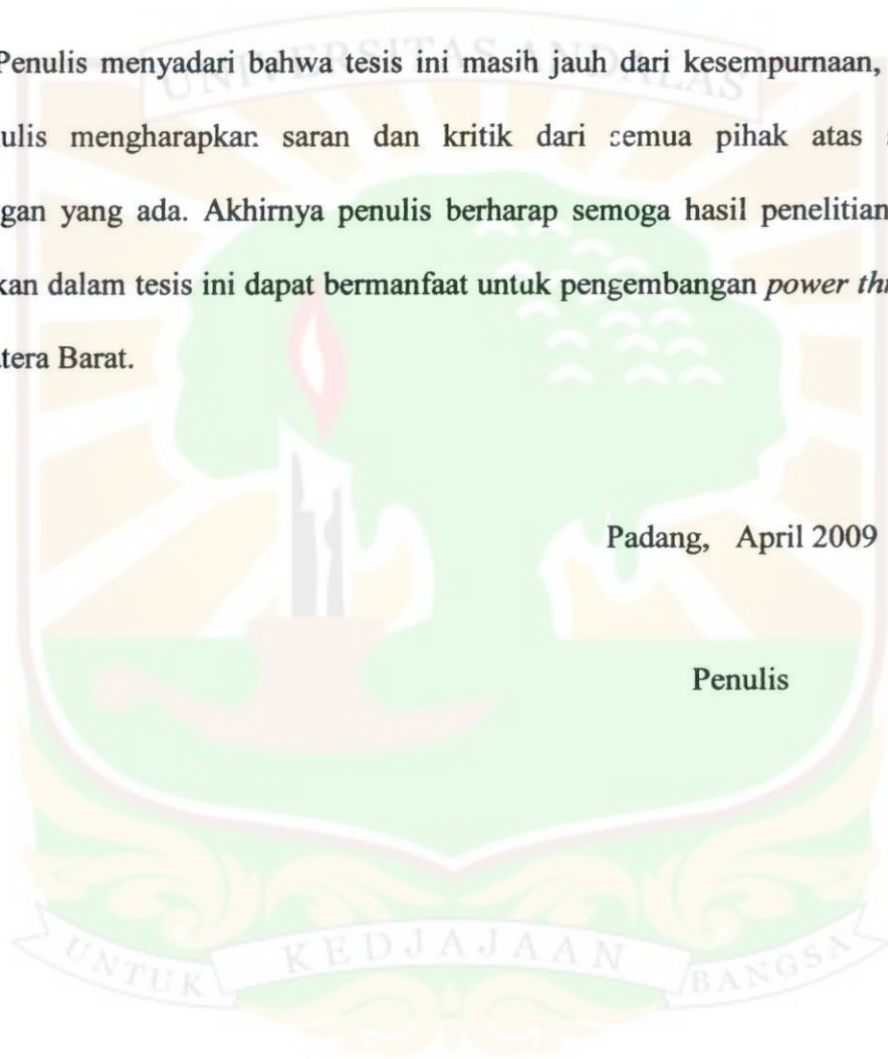 UNIVERSITAS ANDALAS
Penulis menyadari bahwa tesis ini masih jauh dari kesempurnaan,
ulis mengharapkan saran dan kritik dari semua pihak atas
gan yang ada. Akhirnya penulis berharap semoga hasil penelitian
kan dalam tesis ini dapat bermanfaat untuk pengembangan power thr
tera Barat.
Padang, April 2009
Penulis
UNTUK KEDJAJAAN BANGSA